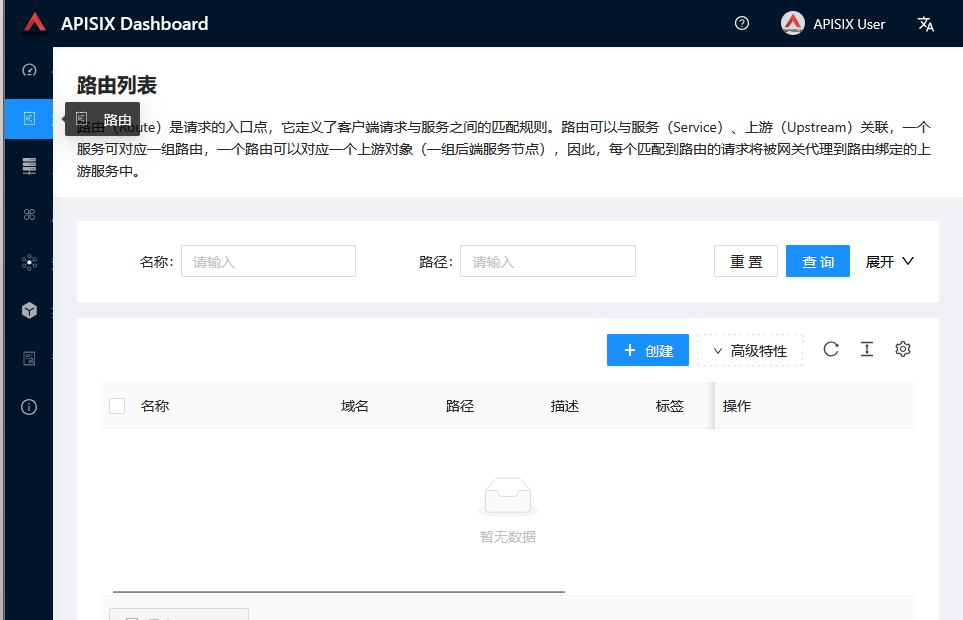 APISIX Dashboard
APISIX User
路由列表
路由
路由（Route）是请求的入口点，它定义了客户端请求与服务之间的匹配规则。路由可以与服务（Service）、上游（Upstream）关联，一个
服务可对应一组路由，一个路由可以对应一个上游对象（一组后端服务节点），因此，每个匹配到路由的请求将被网关代理到路由绑定的上
游服务中。
名称: 请输入 路径: 请输入 重 置 查 询 展开
创建 高级特性
名称 域名 路径 描述 标签 操作
暂无数据